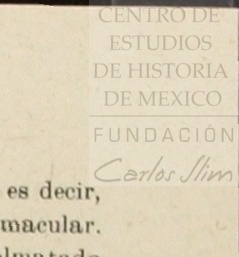 CENTRO DE
ESTUDIOS
DE HISTORIA
DE MEXICO
FUNDACIÓN
Carlos Slim
es decir,
macular.